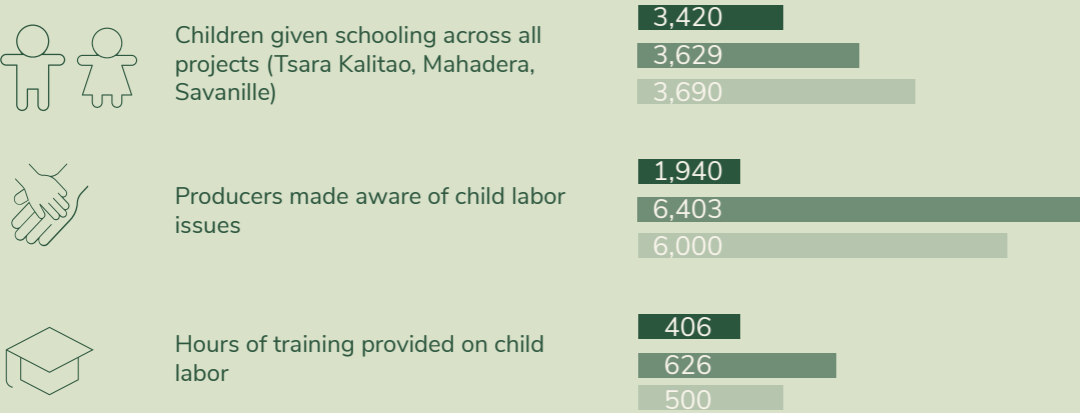 Children given schooling across all
projects (Tsara Kalitao, Mahadera,
Savanille)
3,420
3,629
3,690
Producers made aware of child labor
issues
1,940
6,403
6,000
Hours of training provided on child
labor
406
626
500